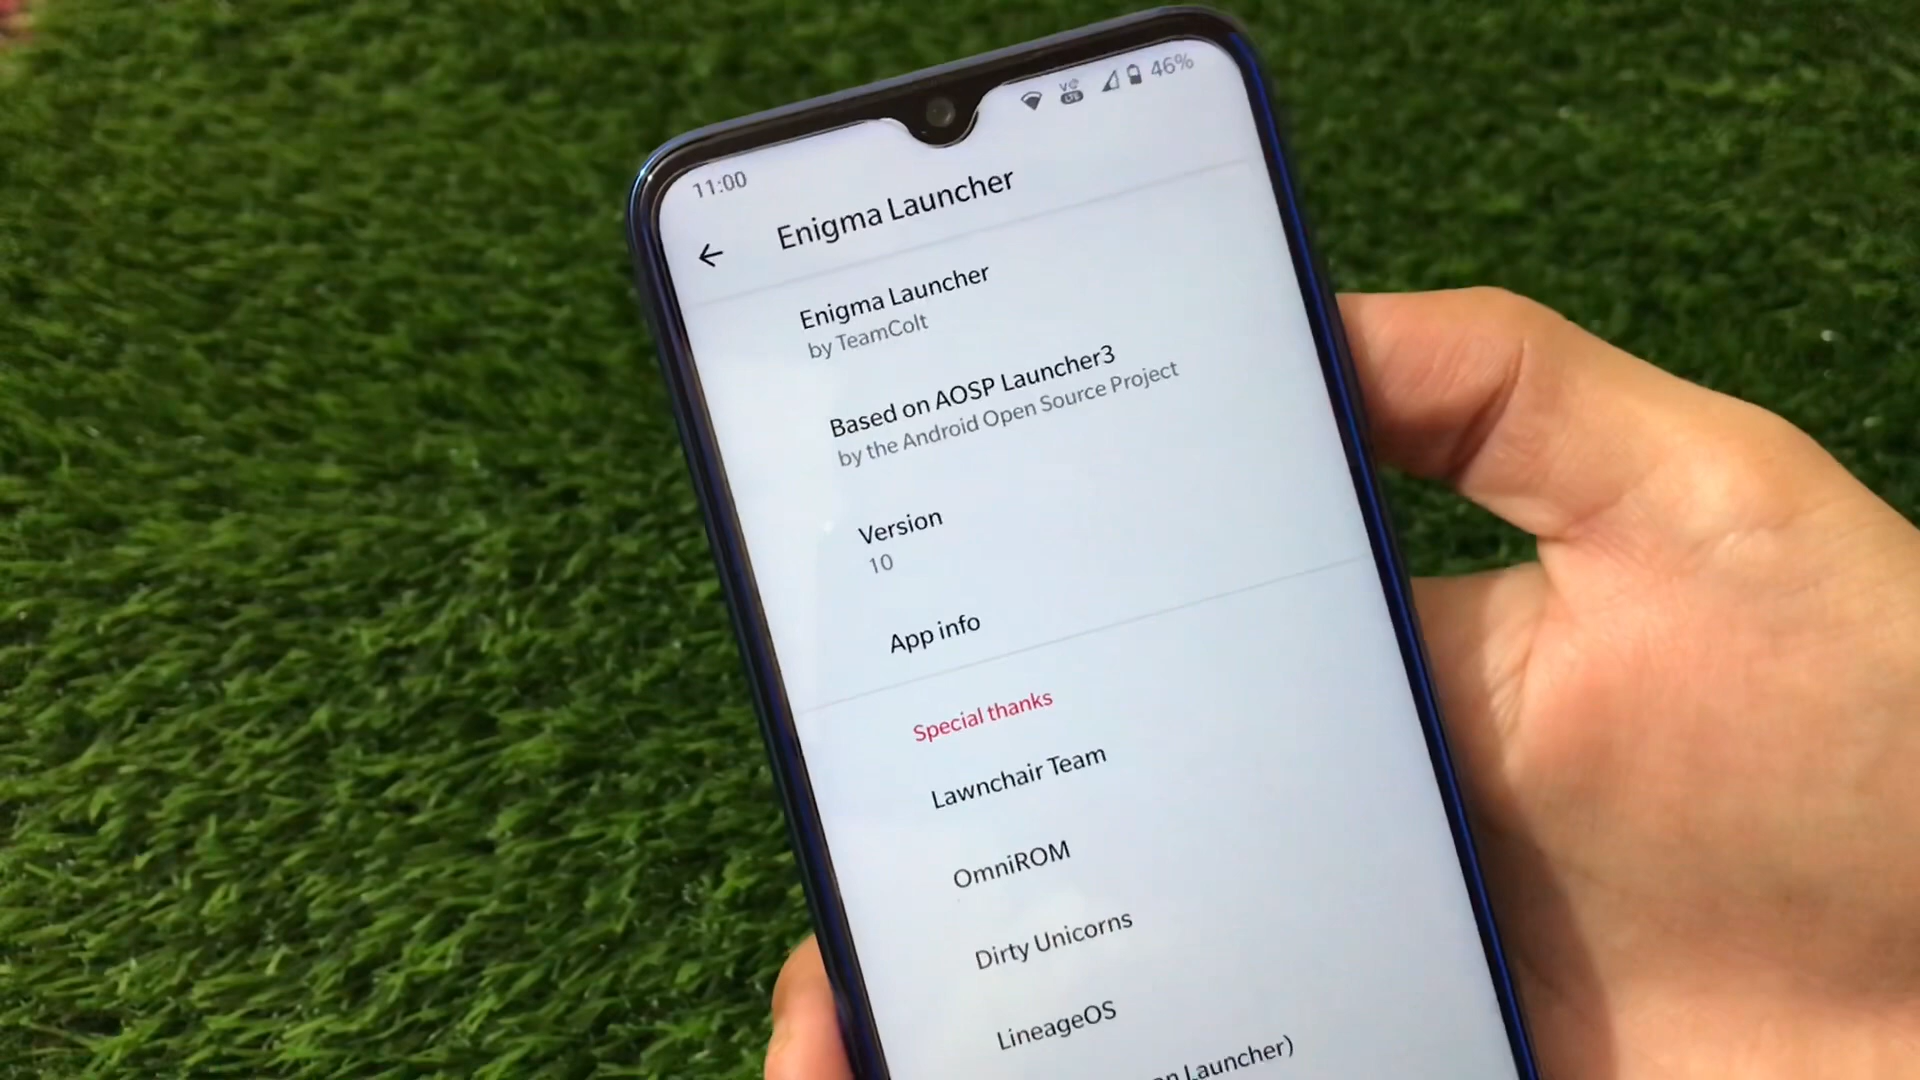 11:00
46%
Enigma Launcher
Enigma Launcher
by TeamColt
Based on AOSP Launcher3
by the Android Open Source Project
Version
10
App info
Special thanks
Lawnchair Team
OmniROM
Dirty Unicorns
LineageOS
Launcher)